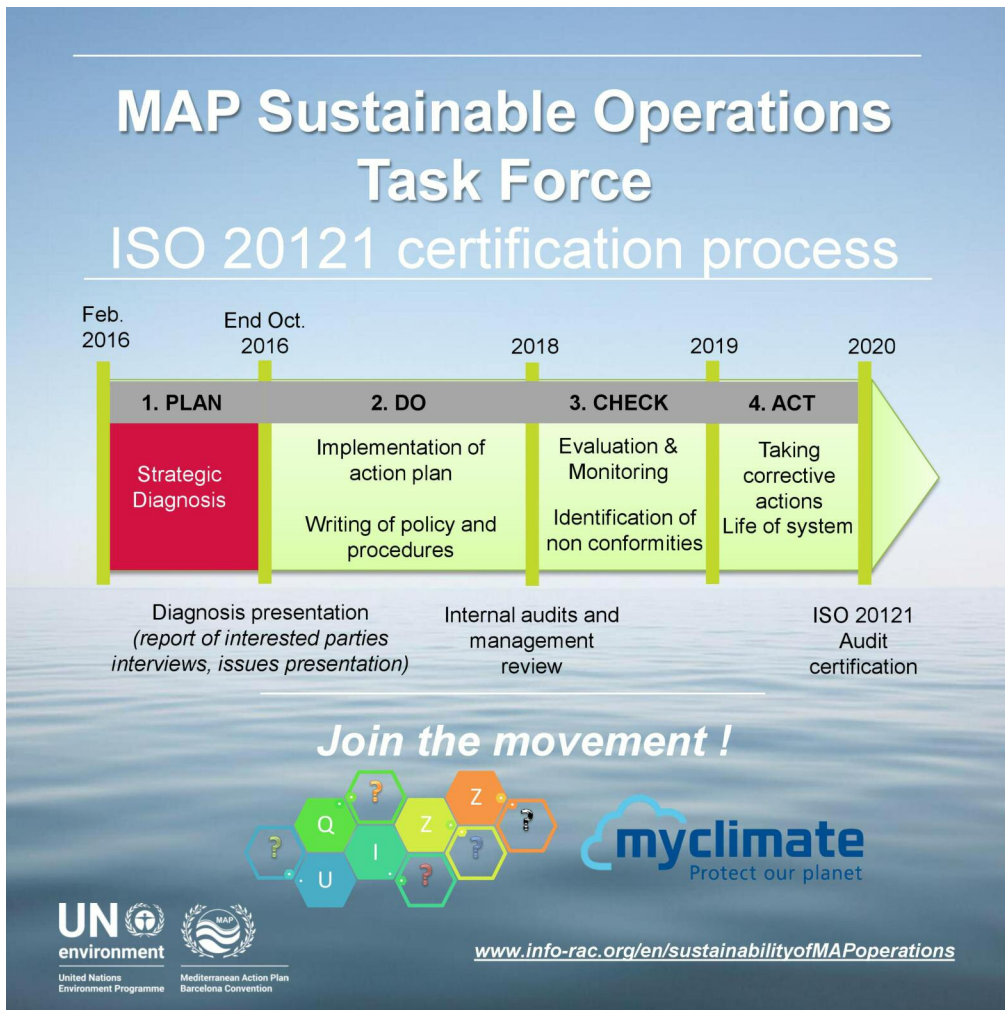 MAP Sustainable Operations
Task Force
ISO 20121 certification process
Feb.
2016
End Oct.
2016
2018
2019
2020
1. PLAN
2. DO
3. CHECK
4. ACT
Strategic
Diagnosis
Implementation of
action plan
Writing of policy and
procedures
Evaluation &
Monitoring
Identification of
non conformities
Taking
corrective
actions
Life of system
Diagnosis presentation
(report of interested parties
interviews, issues presentation)
Internal audits and
management
review
ISO 20121
Audit
certification
Join the movement !
? Q U I ? ? Z ? Z ?
myclimate
Protect our planet
UN
environment
United Nations
Environment Programme
MAP
Mediterranean Action Plan
Barcelona Convention
www.info-rac.org/en/sustainabilityofMAPoperations